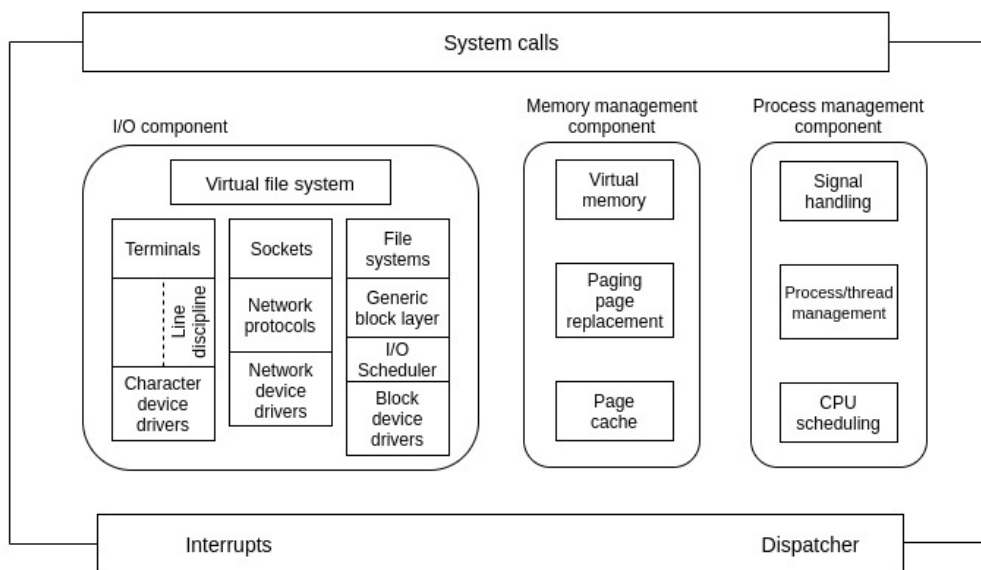 System calls
I/O component
Virtual file system
Terminals
Line
discipline
Character
device
drivers
Sockets
Network
protocols
Network
device
drivers
File
systems
Generic
block layer
I/O
Scheduler
Block
device
drivers
Memory management
component
Virtual
memory
Paging
page
replacement
Page
cache
Process management
component
Signal
handling
Process/thread
management
CPU
scheduling
Interrupts
Dispatcher